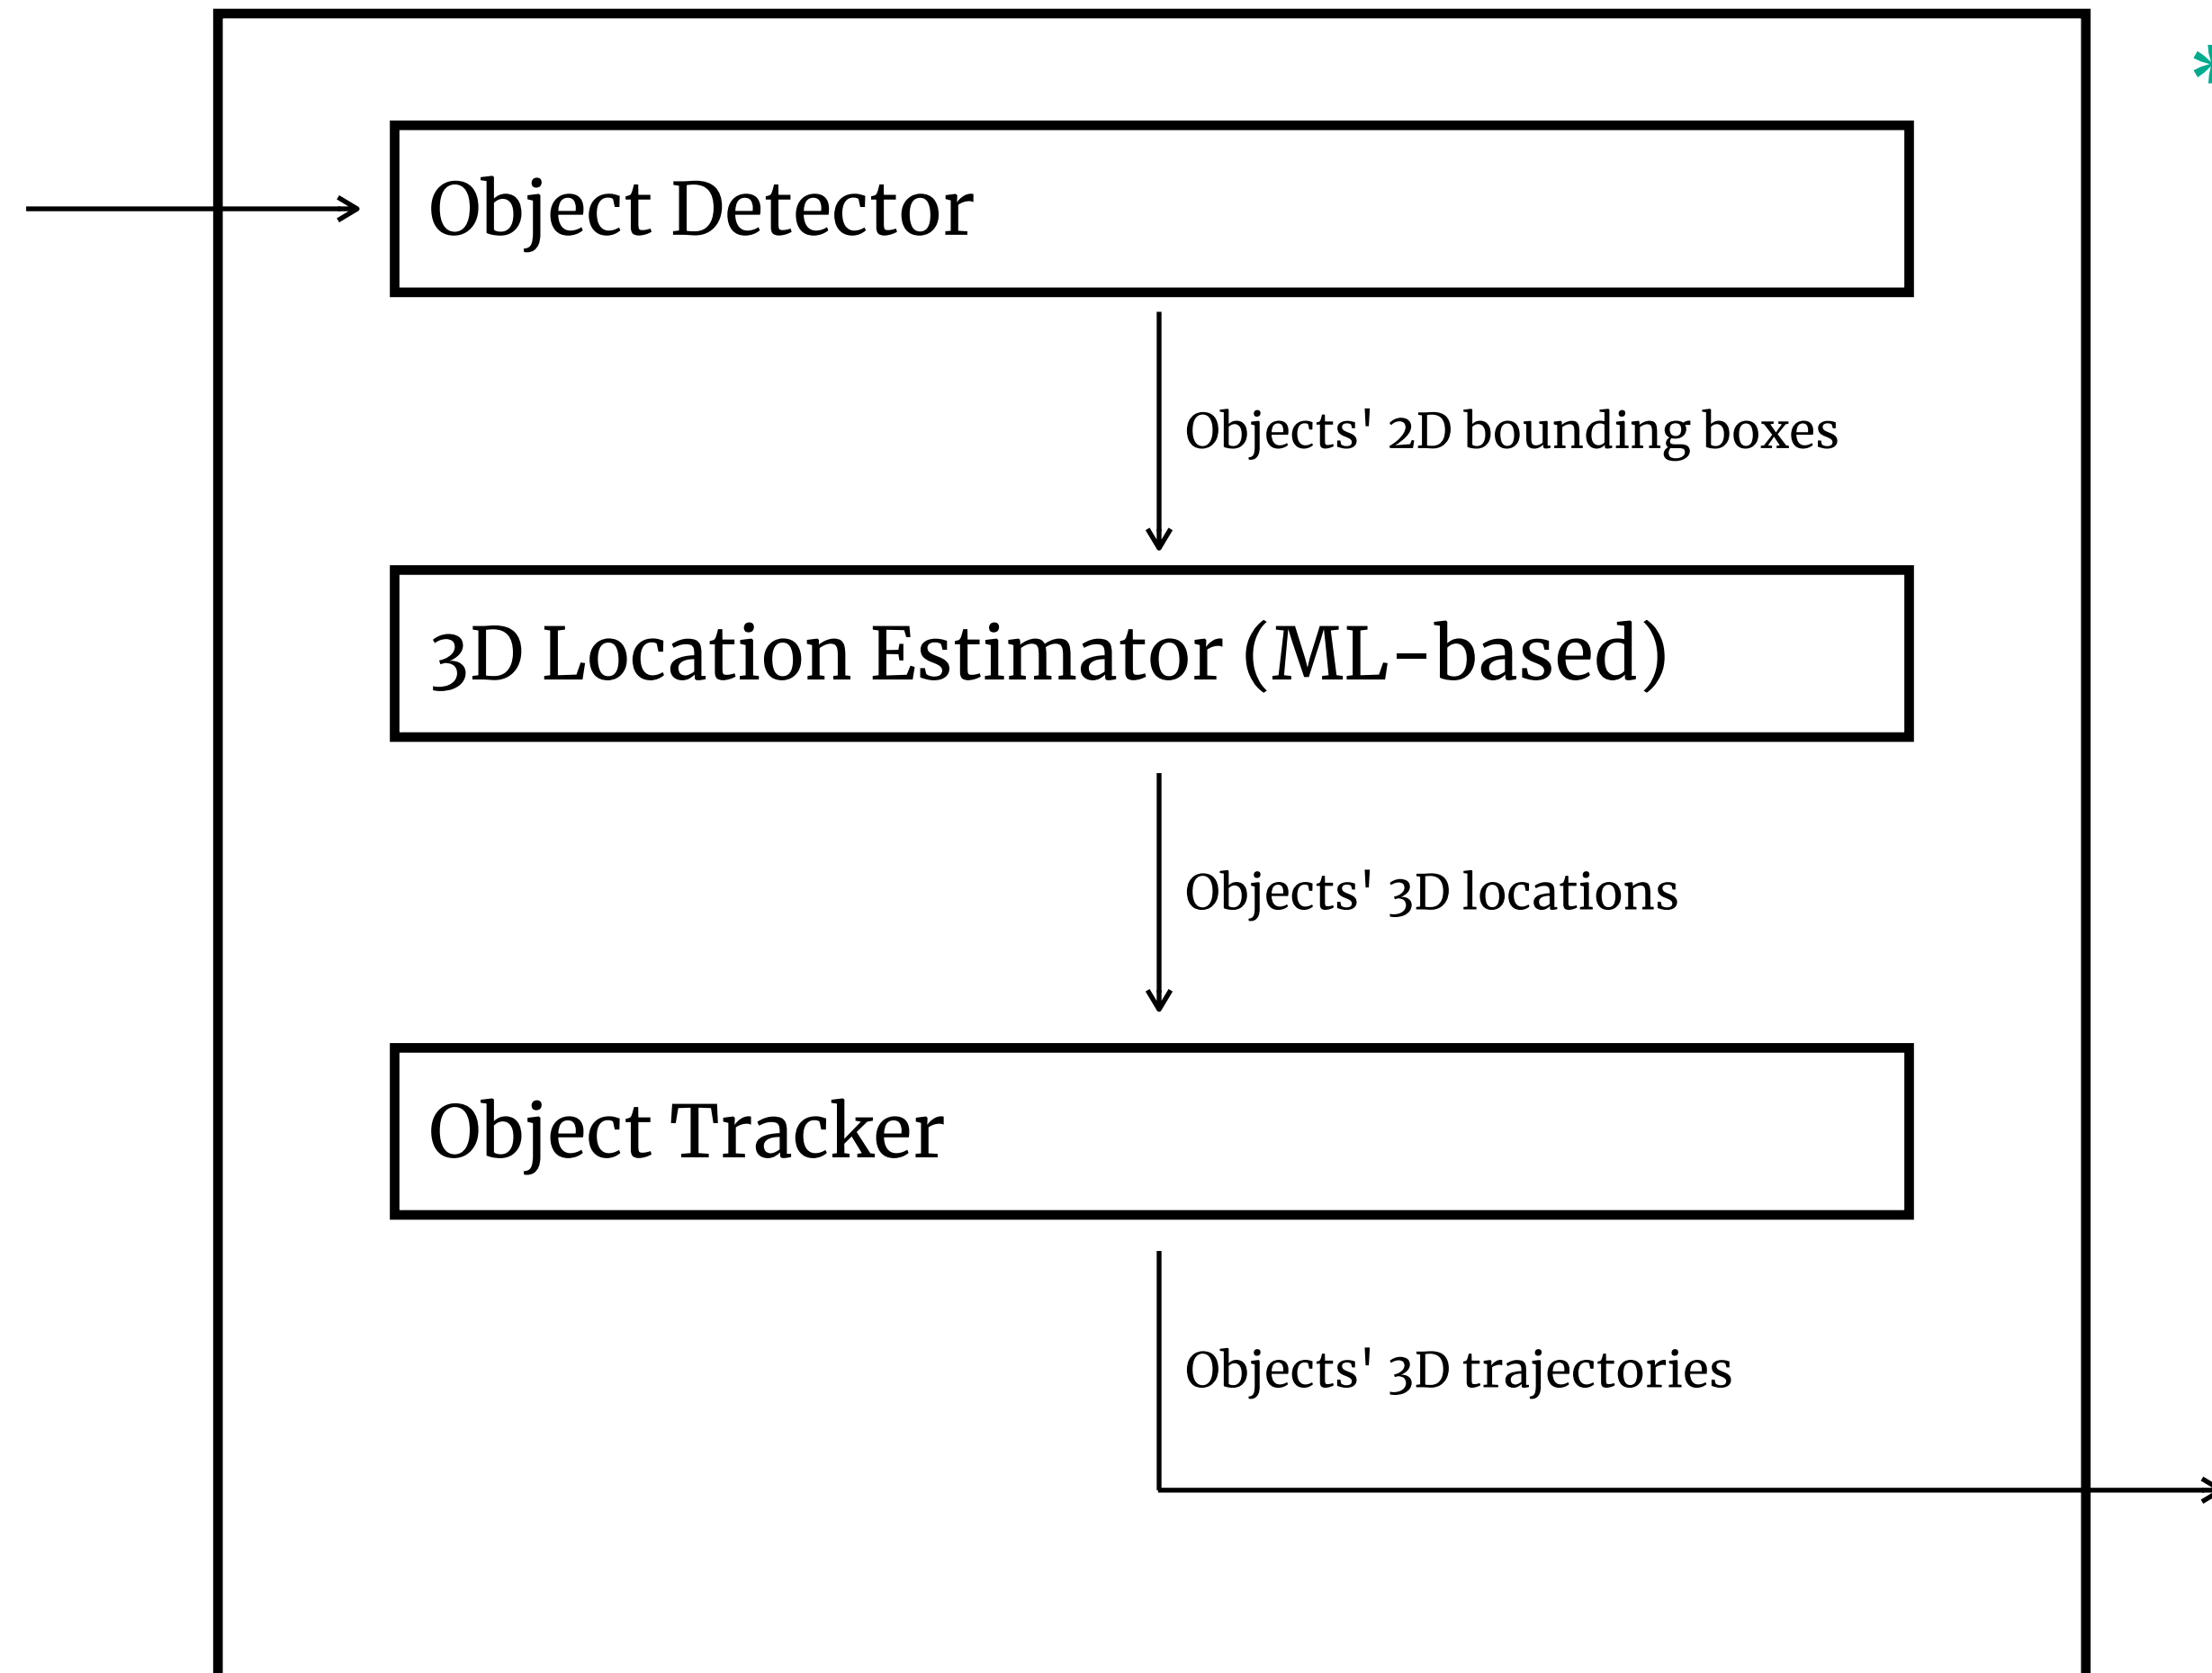 *
Object Detector
Objects' 2D bounding boxes
3D Location Estimator (ML-based)
Objects' 3D locations
Object Tracker
Objects' 3D trajectories